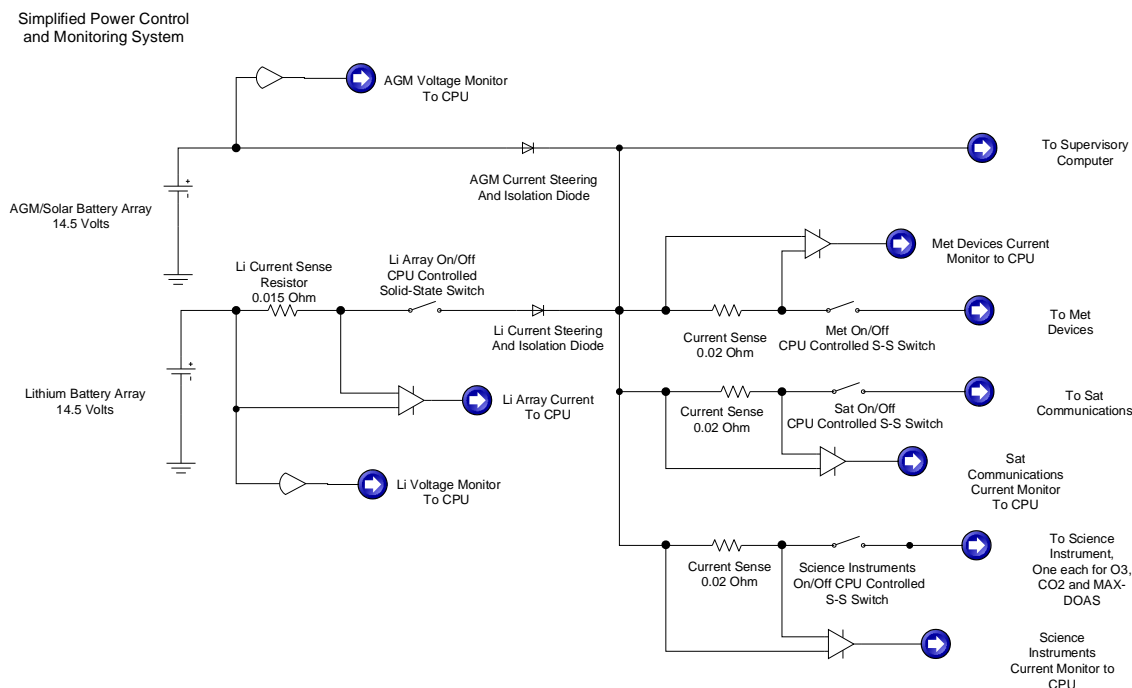 Simplified Power Control
and Monitoring System
AGM Voltage Monitor
To CPU
To Supervisory
Computer
AGM Current Steering
And Isolation Diode
+
-
AGM/Solar Battery Array
14.5 Volts
Met Devices Current
Monitor to CPU
Li Current Sense
Resistor
0.015 Ohm
Li Array On/Off
CPU Controlled
Solid-State Switch
Li Current Steering
And Isolation Diode
Current Sense
0.02 Ohm
Met On/Off
CPU Controlled S-S Switch
To Met
Devices
+
-
Lithium Battery Array
14.5 Volts
Li Array Current
To CPU
Current Sense
0.02 Ohm
Sat On/Off
CPU Controlled S-S Switch
To Sat
Communications
Sat
Communications
Current Monitor
To CPU
Li Voltage Monitor
To CPU
Current Sense
0.02 Ohm
Science Instruments
On/Off CPU Controlled
S-S Switch
To Science
Instrument,
One each for O3,
CO2 and MAX-
DOAS
Science
Instruments
Current Monitor to
CPU